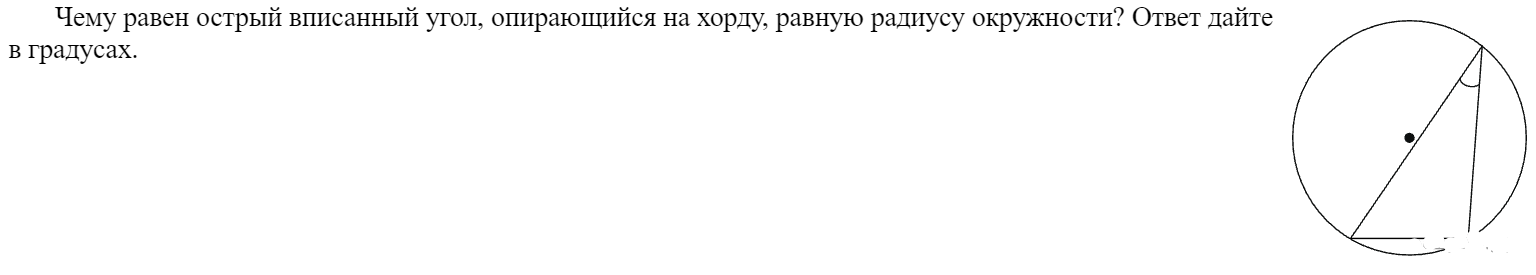 Чему равен острый вписанный угол, опирающийся на хорду, равную радиусу окружности? Ответ дайте
в градусах.